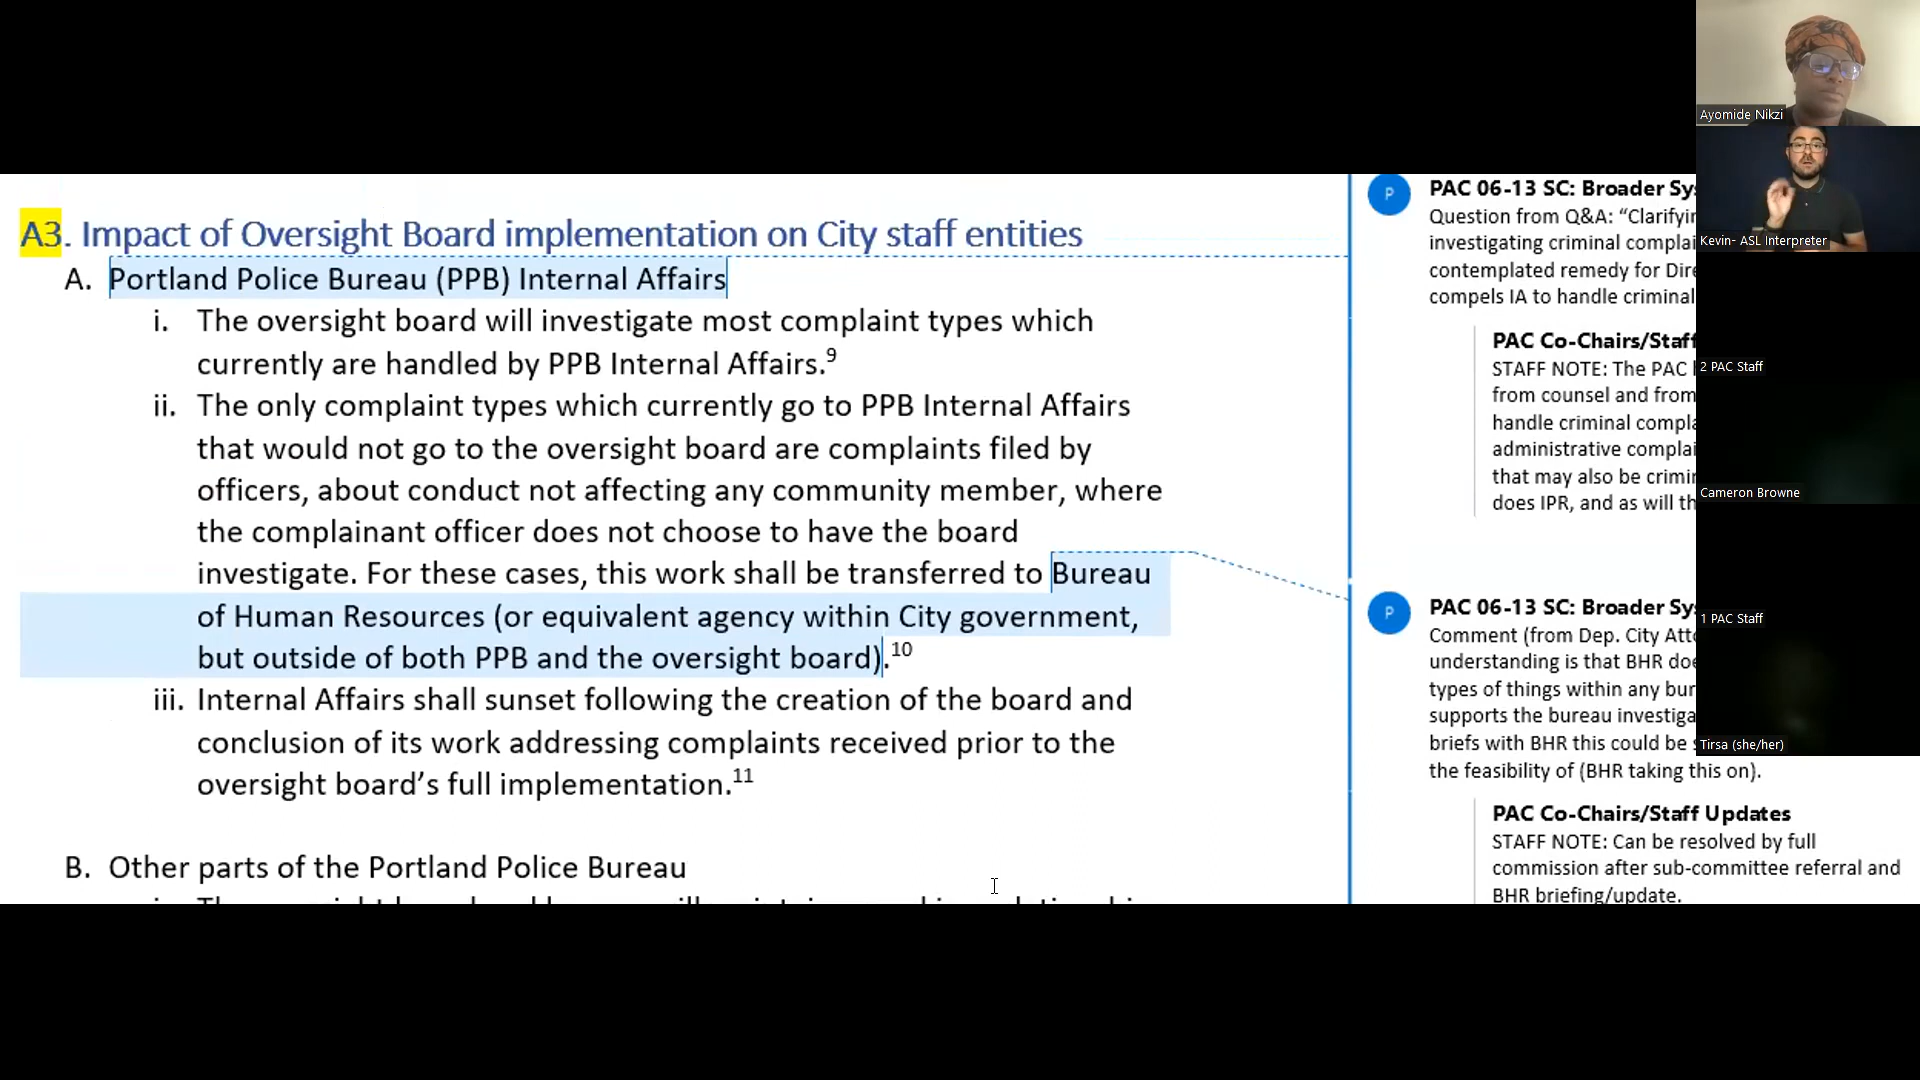 A3. Impact of Oversight Board implementation on City staff entities
A. Portland Police Bureau (PPB) Internal Affairs
i. The oversight board will investigate most complaint types which
currently are handled by PPB Internal Affairs.9
ii. The only complaint types which currently go to PPB Internal Affairs
that would not go to the oversight board are complaints filed by
officers, about conduct not affecting any community member, where
the complainant officer does not choose to have the board
investigate. For these cases, this work shall be transferred to Bureau
of Human Resources (or equivalent agency within City government,
but outside of both PPB and the oversight board).10
iii. Internal Affairs shall sunset following the creation of the board and
conclusion of its work addressing complaints received prior to the
oversight board's full implementation.11
B. Other parts of the Portland Police Bureau
P
PAC 06-13 SC: Broader Sy
Question from Q&A: “Clarifyin
investigating criminal complai
contemplated remedy for Dire
compels IA to handle criminal
PAC Co-Chairs/Staff
STAFF NOTE: The PAC
from counsel and from
handle criminal compla
administrative complai
that may also be crimin
does IPR, and as will th
P
PAC 06-13 SC: Broader Sy
Comment (from Dep. City Atto
understanding is that BHR doe
types of things within any bur
supports the bureau investiga
briefs with BHR this could be
the feasibility of (BHR taking this on).
PAC Co-Chairs/Staff Updates
STAFF NOTE: Can be resolved by full
commission after sub-committee referral and
BHR briefing/update.
Ayomide Nikzi
Kevin- ASL Interpreter
2 PAC Staff
Cameron Browne
1 PAC Staff
Tirsa (she/her)